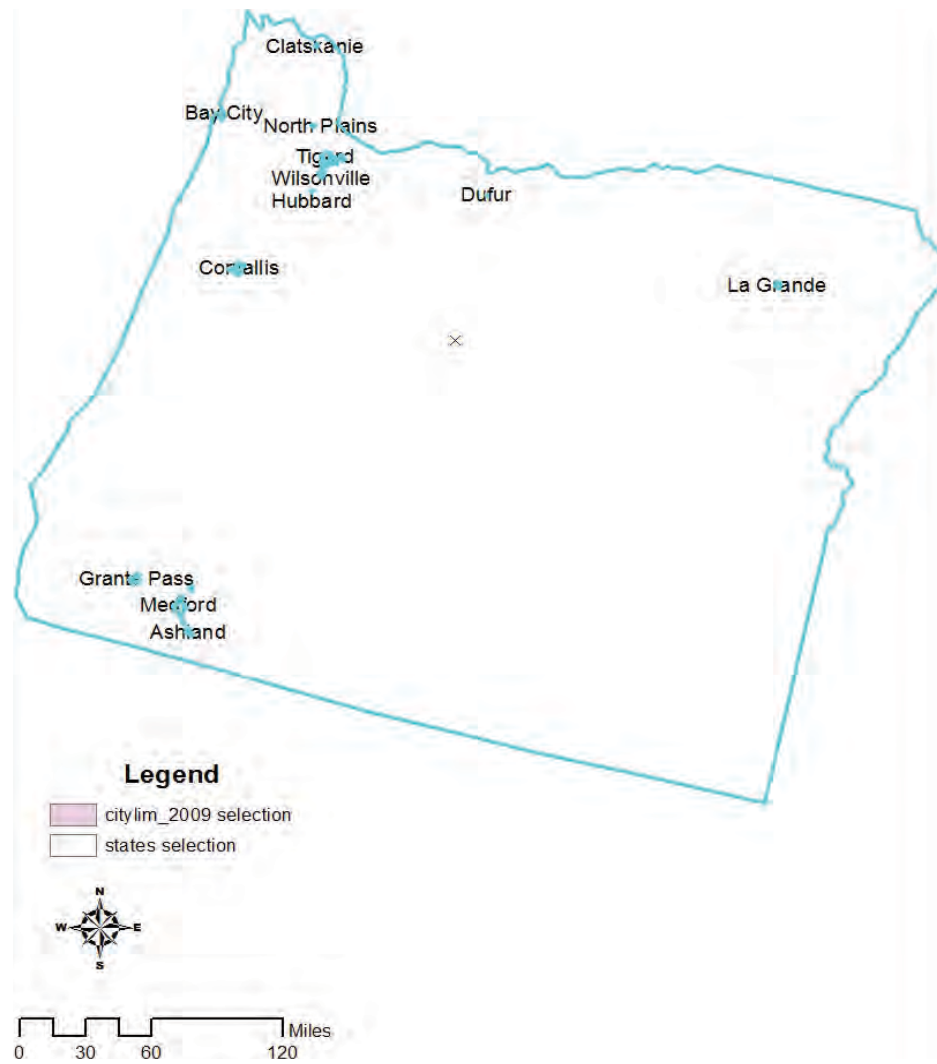 Clatskanie
Bay City
North Plains
Tigard
Wilsonville
Hubbard
Dufur
Corvallis
La Grande
Grants Pass
Medford
Ashland
Legend
citylim_2009 selection
states selection
N
W E
S
Miles
0 30 60 120